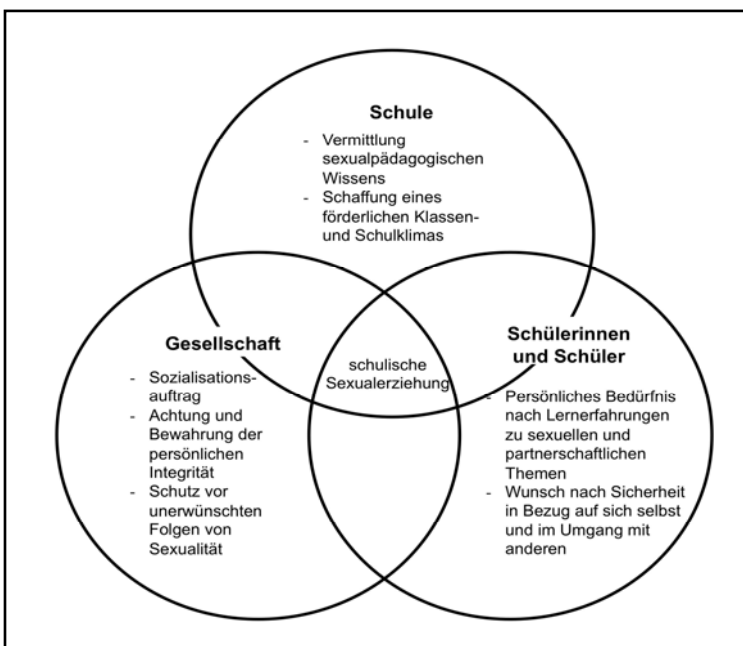 Schule
- Vermittlung
sexualpädagogischen
Wissens
- Schaffung eines
förderlichen Klassen-
und Schulklimas
Gesellschaft
- Sozialisations-
auftrag
- Achtung und
Bewahrung der
persönlichen
Integrität
- Schutz vor
unerwünschten
Folgen von
Sexualität
schulische
Sexualerziehung
Schülerinnen
und Schüler
- Persönliches Bedürfnis
nach Lernerfahrungen
zu sexuellen und
partnerschaftlichen
Themen
- Wunsch nach Sicherheit
in Bezug auf sich selbst
und im Umgang mit
anderen